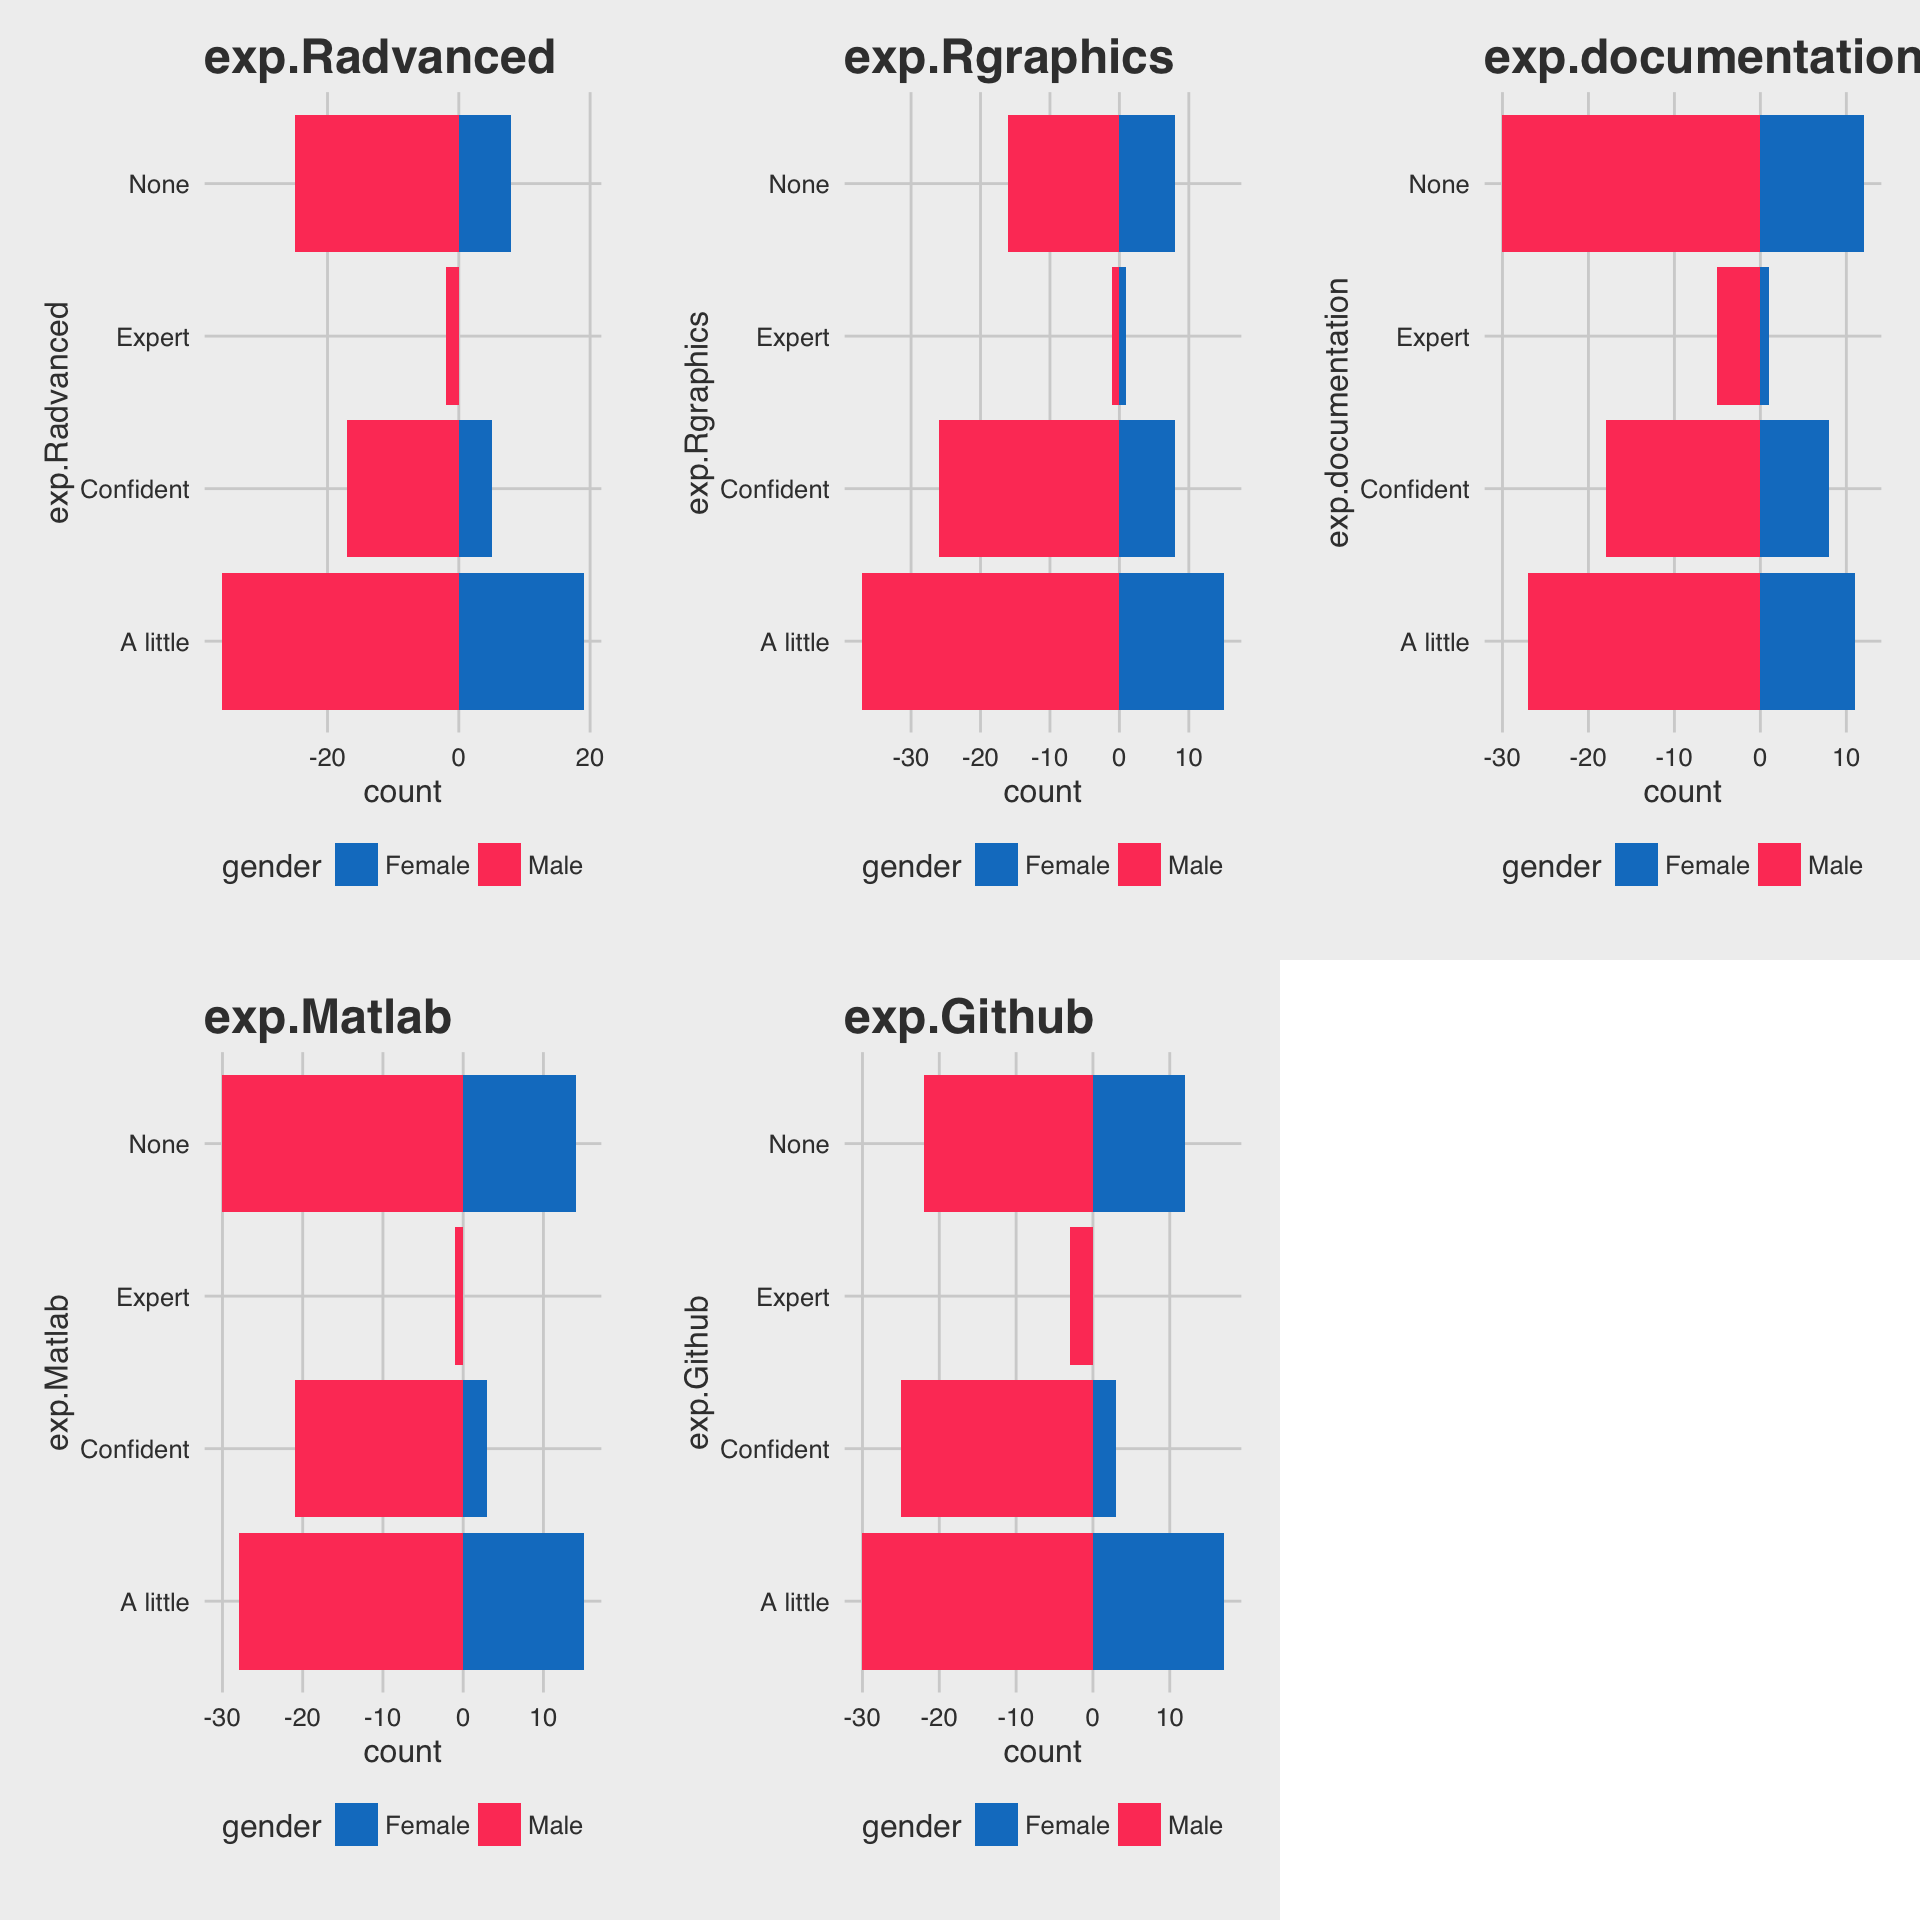 exp.Radvanced
None
Expert
Confident
A little
exp.Radvanced
-20 0 20
count
gender Female Male
exp.Rgraphics
None
Expert
Confident
A little
exp.Rgraphics
-30 -20 -10 0 10
count
gender Female Male
exp.documentation
None
Expert
Confident
A little
exp.documentation
-30 -20 -10 0 10
count
gender Female Male
exp.Matlab
None
Expert
Confident
A little
exp.Matlab
-30 -20 -10 0 10
count
gender Female Male
exp.Github
None
Expert
Confident
A little
exp.Github
-30 -20 -10 0 10
count
gender Female Male